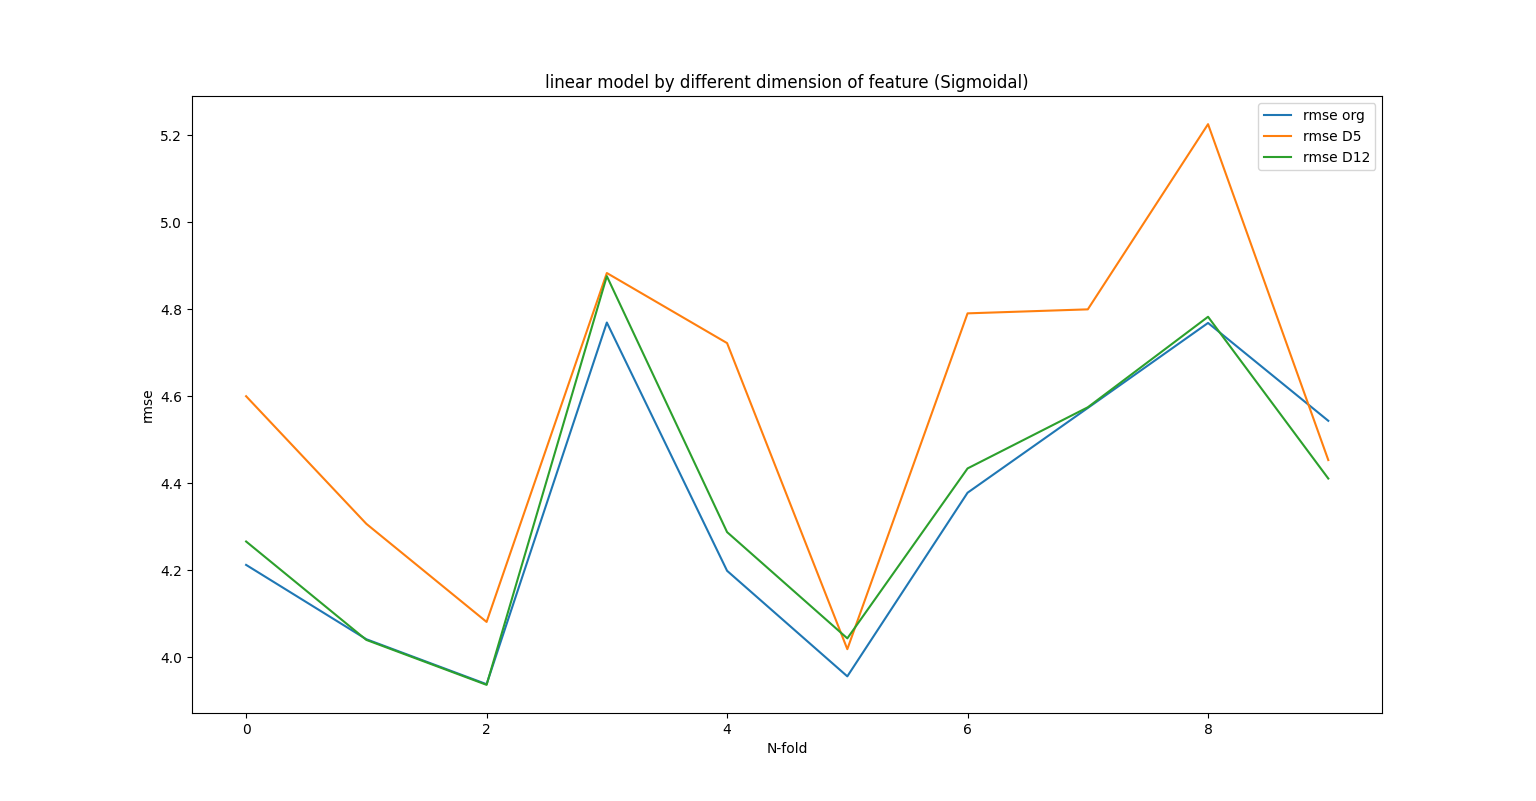 linear model by different dimension of feature (Sigmoidal)
rmse org
rmse D5
rmse D12
5.2
5.0
4.8
4.6
4.4
4.2
4.0
rmse
0 2 4 6 8
N-fold